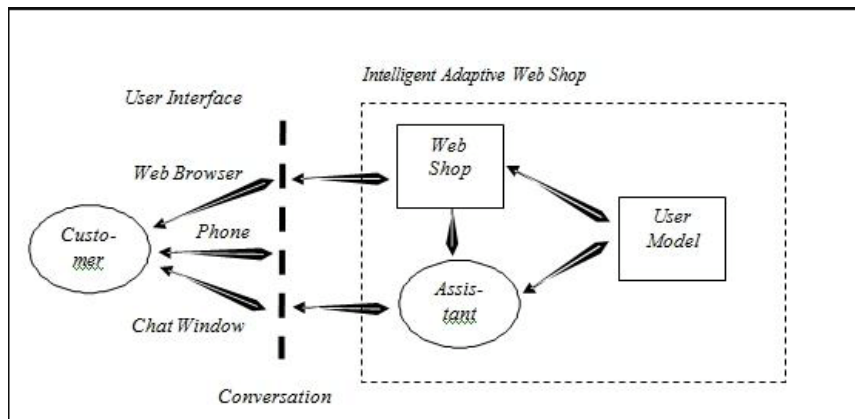 Intelligent Adaptive Web Shop
User Interface
Web
Shop
Web Browser
User
Model
Custo-
mer
Phone
Assis-
tant
Chat Window
Conversation